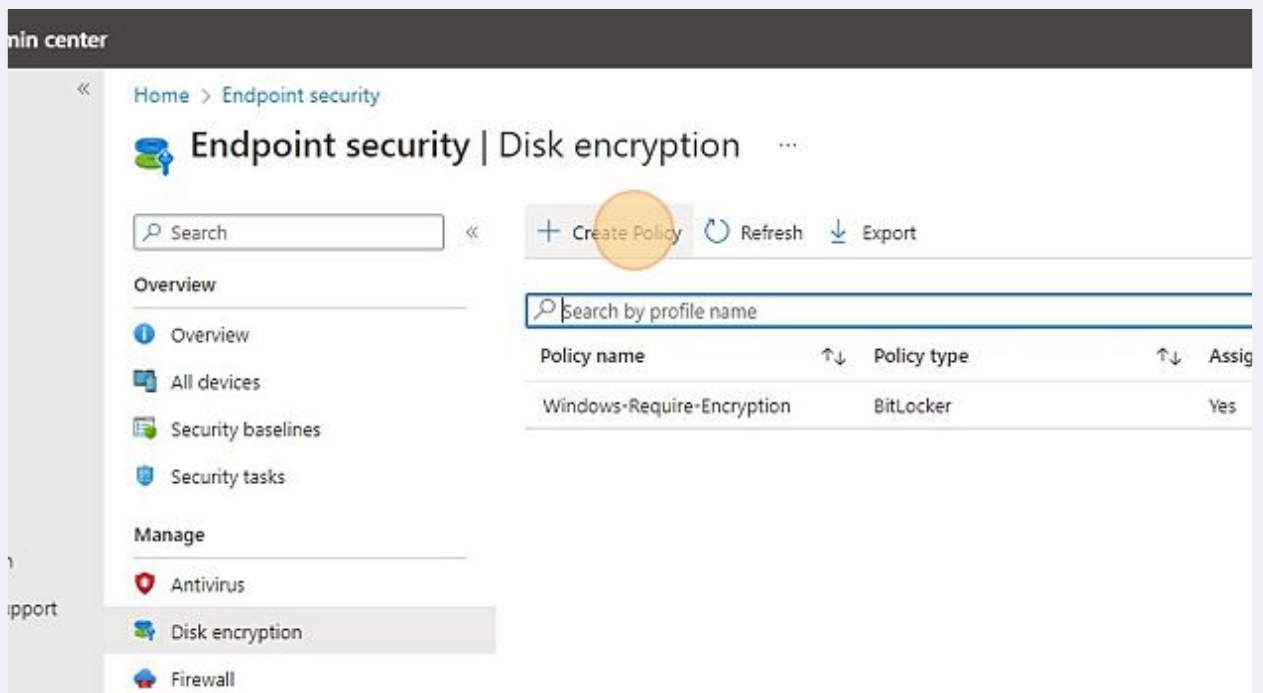 min center
Home > Endpoint security
Endpoint security | Disk encryption ...
Search
Create Policy Refresh Export
Overview
Search by profile name
Overview
Policy name Policy type Assig
All devices
Windows-Require-Encryption BitLocker Yes
Security baselines
Security tasks
Manage
Antivirus
upport
Disk encryption
Firewall